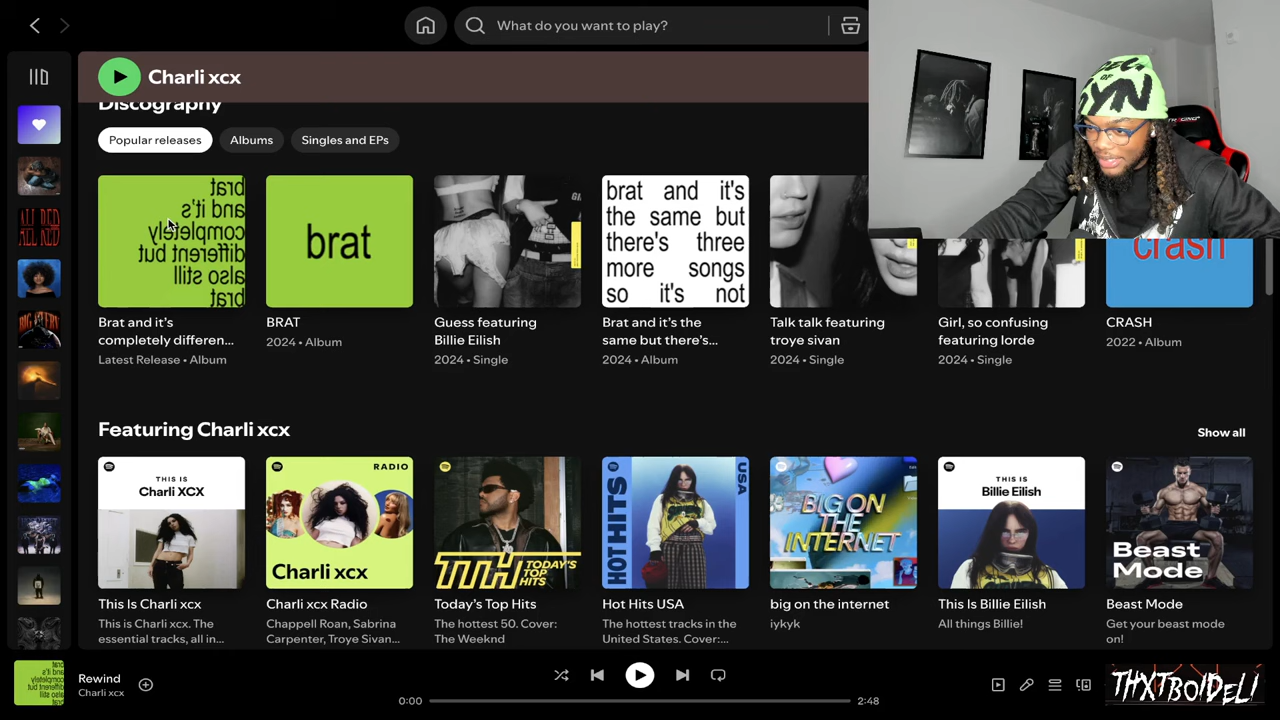 What do you want to play?
Charli xcx
Discography
Popular releases
Albums
Singles and EPs
brat
and it's
completely
different but
also still
brat
brat
brat and it's
the same but
there's three
more songs
so it's not
crash
Brat and it's
completely differen...
Latest Release • Album
BRAT
2024 • Album
Guess featuring
Billie Eilish
2024 • Single
Brat and it's the
same but there's...
2024 • Album
Talk talk featuring
troye sivan
2024 • Single
Girl, so confusing
featuring lorde
2024 • Single
CRASH
2022 • Album
Featuring Charli xcx
Show all
THIS IS
Charli XCX
RADIO
Charli xcx
TTH TODAY'S
TOP
HITS
HOT HITS
USA
BIG ON
THE
INTERNET
THIS IS
Billie Eilish
Beast
Mode
This Is Charli xcx
This is Charli xcx. The
essential tracks, all in...
Charli xcx Radio
Chappell Roan, Sabrina
Carpenter, Troye Sivan...
Today's Top Hits
The hottest 50. Cover:
The Weeknd
Hot Hits USA
The hottest tracks in the
United States. Cover:...
big on the internet
iykyk
This Is Billie Eilish
All things Billie!
Beast Mode
Get your beast mode
on!
Rewind
Charli xcx
0:00
2:48
THXTBOIDELI